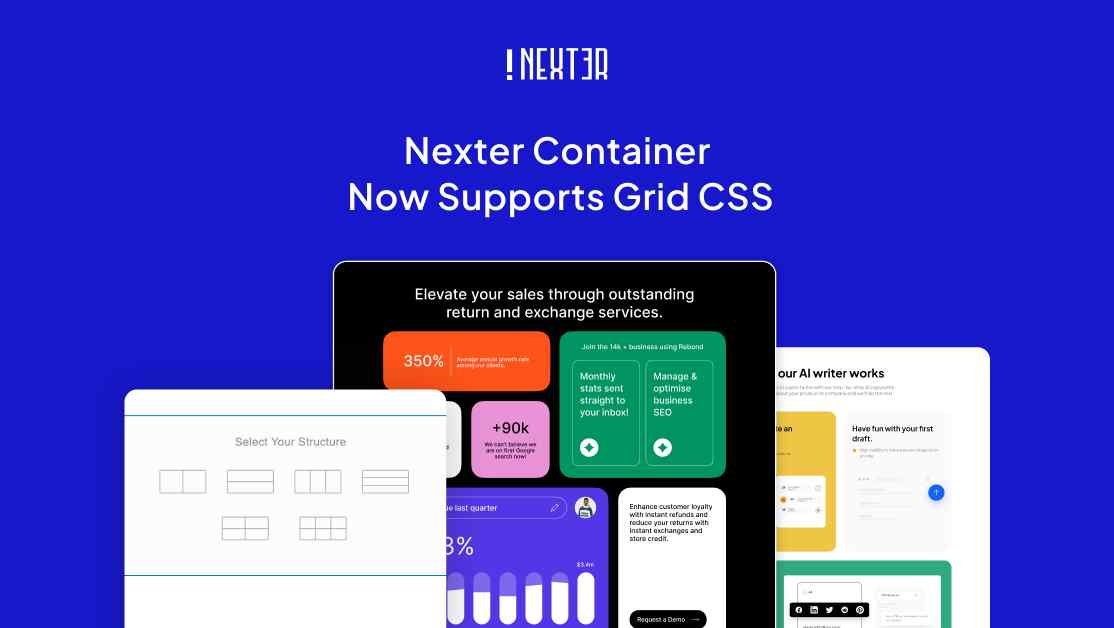 ! NEXTER
Nexter Container
Now Supports Grid CSS
Elevate your sales through outstanding
return and exchange services.
350%
Average annual growth rate
among our clients.
Join the 14k + business using Rebond
Monthly
stats sent
straight to
your inbox!
Manage &
optimise
business
SEO
+90k
We can't believe we
are on first Google
search now!
last quarter
3%
$3.4m
Enhance customer loyalty
with instant refunds and
reduce your returns with
instant exchanges and
store credit.
Request a Demo
Select Your Structure
our AI writer works
Have fun with your first
draft.